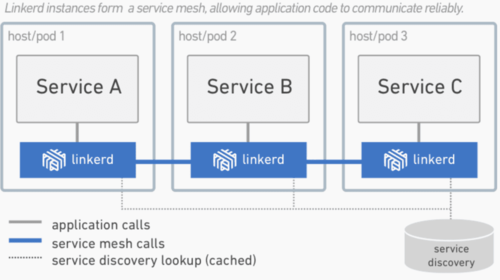 Linkerd instances form a service mesh, allowing application code to communicate reliably.
host/pod 1
host/pod 2
host/pod 3
Service A
Service B
Service C
linkerd
linkerd
linkerd
application calls
service mesh calls
service discovery lookup (cached)
service
discovery